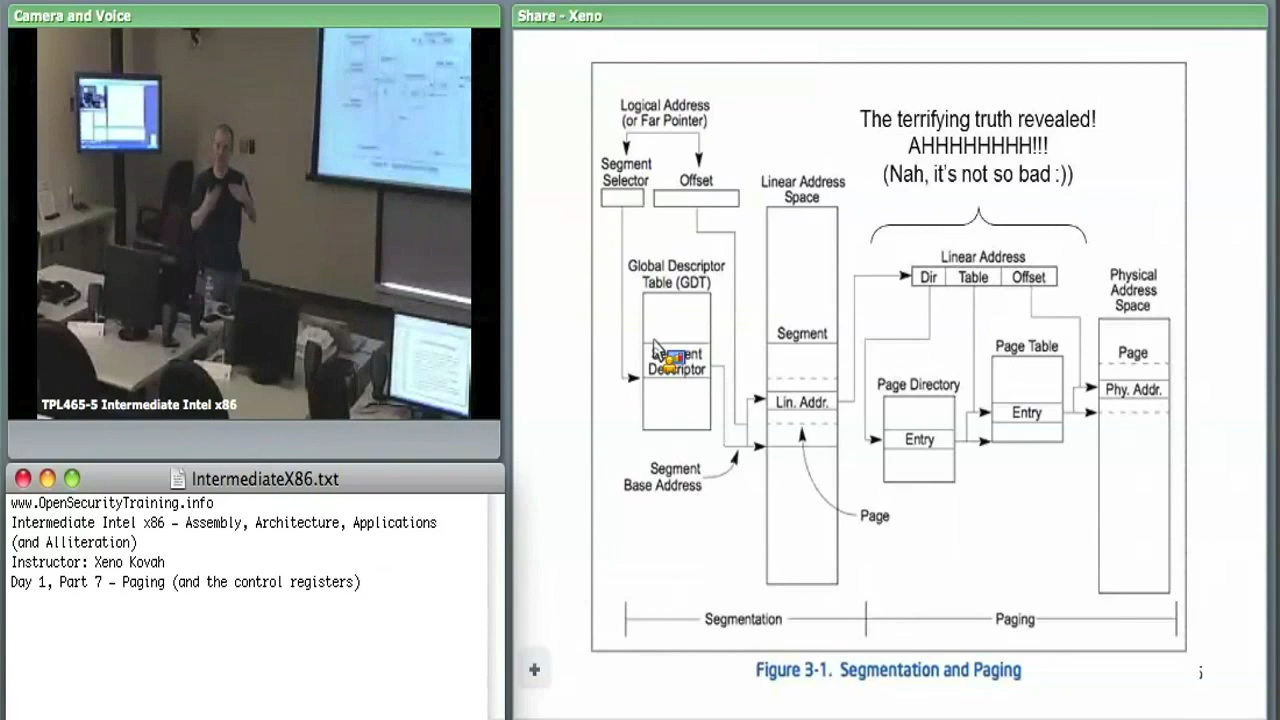 Camera and Voice
TPL465-5 Intermediate Intel x86
IntermediateX86.txt
www.OpenSecurityTraining.info
Intermediate Intel x86 – Assembly, Architecture, Applications
(and Alliteration)
Instructor: Xeno Kovah
Day 1, Part 7 – Paging (and the control registers)
Share - Xeno
Logical Address
(or Far Pointer)
Segment
Selector
Offset
Global Descriptor
Table (GDT)
Descriptor
Segment
Base Address
Linear Address
Space
Segment
Lin. Addr.
Page
The terrifying truth revealed!
AHHHHHHHH!!!
(Nah, it's not so bad :))
Linear Address
Dir
Table
Offset
Page Directory
Entry
Page Table
Entry
Physical
Address
Space
Page
Phy. Addr.
Segmentation
Paging
Figure 3-1. Segmentation and Paging